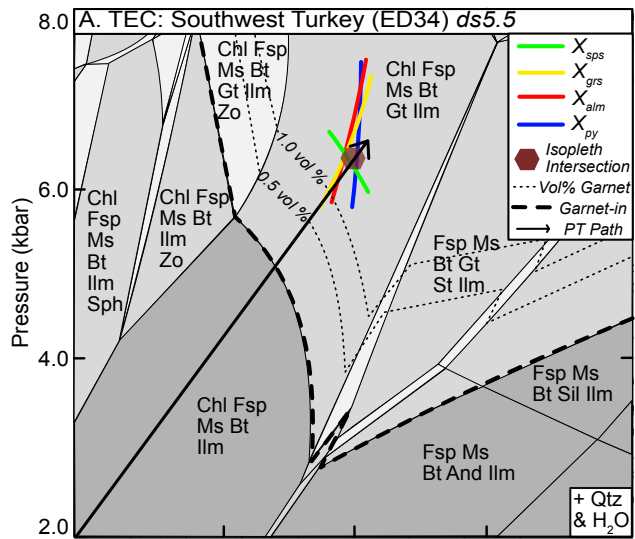 A. TEC: Southwest Turkey (ED34) ds5.5
8.0
6.0
4.0
2.0
Pressure (kbar)
Chl Fsp
Ms Bt
Gt Ilm
Zo
Chl Fsp
Ms Bt
Gt Ilm
X_sps
X_grs
X_alm
X_py
Isopleth
Intersection
Vol% Garnet
Garnet-in
PT Path
1.0 vol %
0.5 vol %
Chl
Fsp
Ms
Bt
Ilm
Sph
Chl Fsp
Ms Bt
Ilm
Zo
Fsp Ms
Bt Gt
St Ilm
Chl Fsp
Ms Bt
Ilm
Fsp Ms
Bt Sil Ilm
Fsp Ms
Bt And Ilm
+ Qtz
& H₂O